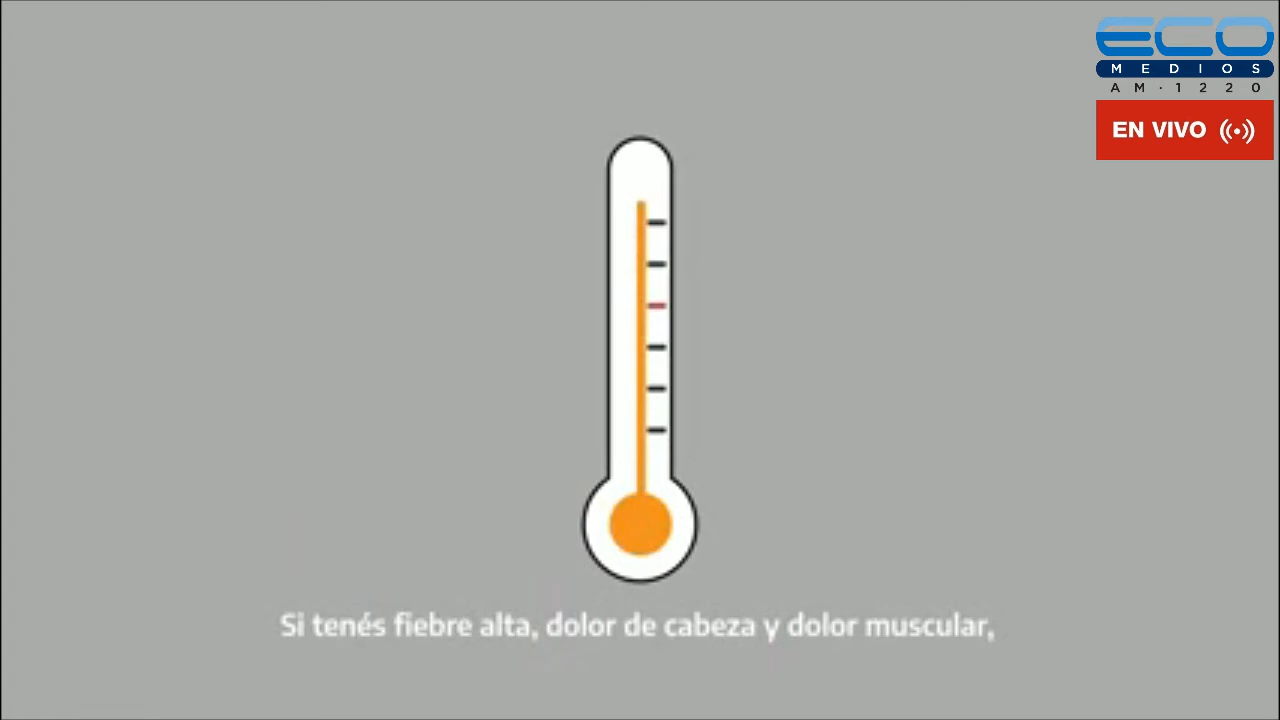 ECO
MEDIOS
AM·1220
EN VIVO
Si tenés fiebre alta, dolor de cabeza y dolor muscular,